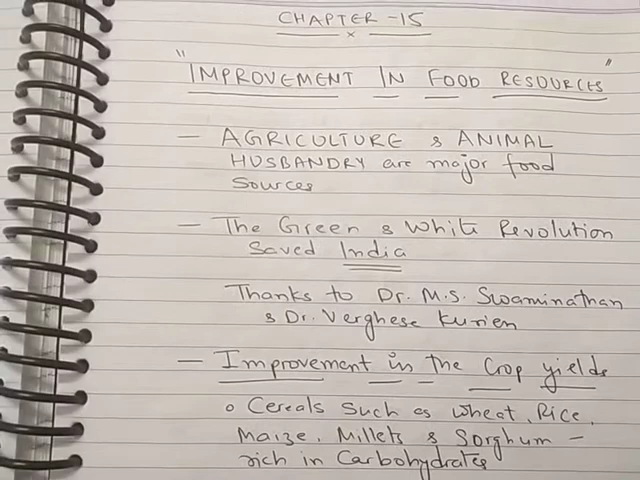 CHAPTER -15
×
"IMPROVEMENT IN FOOD RESOURCES"
— AGRICULTURE & ANIMAL
HUSBANDRY are major food
Sources
— The Green & White Revolution
Saved India
Thanks to Dr. M.S. Swaminathan
& Dr. Verghese Kurien
— Improvement in the Crop yields
o Cereals Such as Wheat, Rice,
Maize, Millets & Sorghum –
rich in Carbohydrates